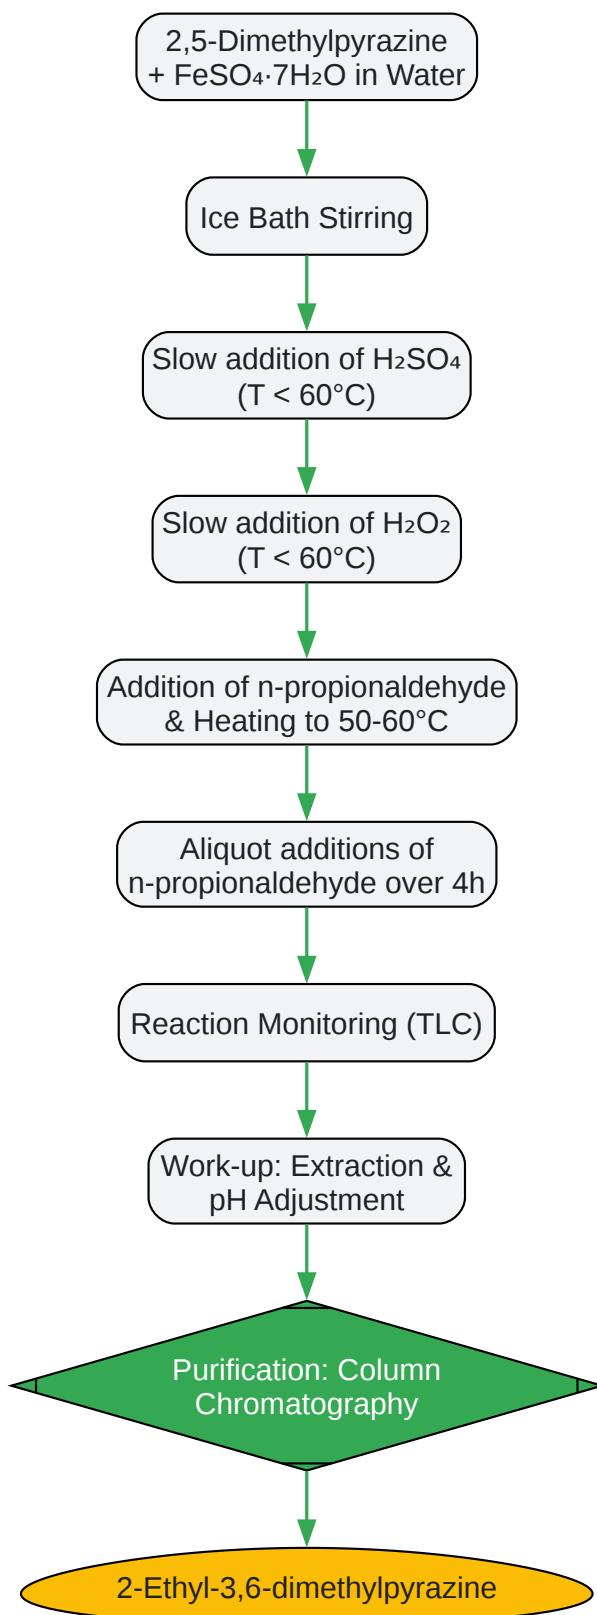 2,5-Dimethylpyrazine
+ FeSO₄·7H₂O in Water
Ice Bath Stirring
Slow addition of H₂SO₄
(T < 60°C)
Slow addition of H₂O₂
(T < 60°C)
Addition of n-propionaldehyde
& Heating to 50-60°C
Aliquot additions of
n-propionaldehyde over 4h
Reaction Monitoring (TLC)
Work-up: Extraction &
pH Adjustment
Purification: Column
Chromatography
2-Ethyl-3,6-dimethylpyrazine